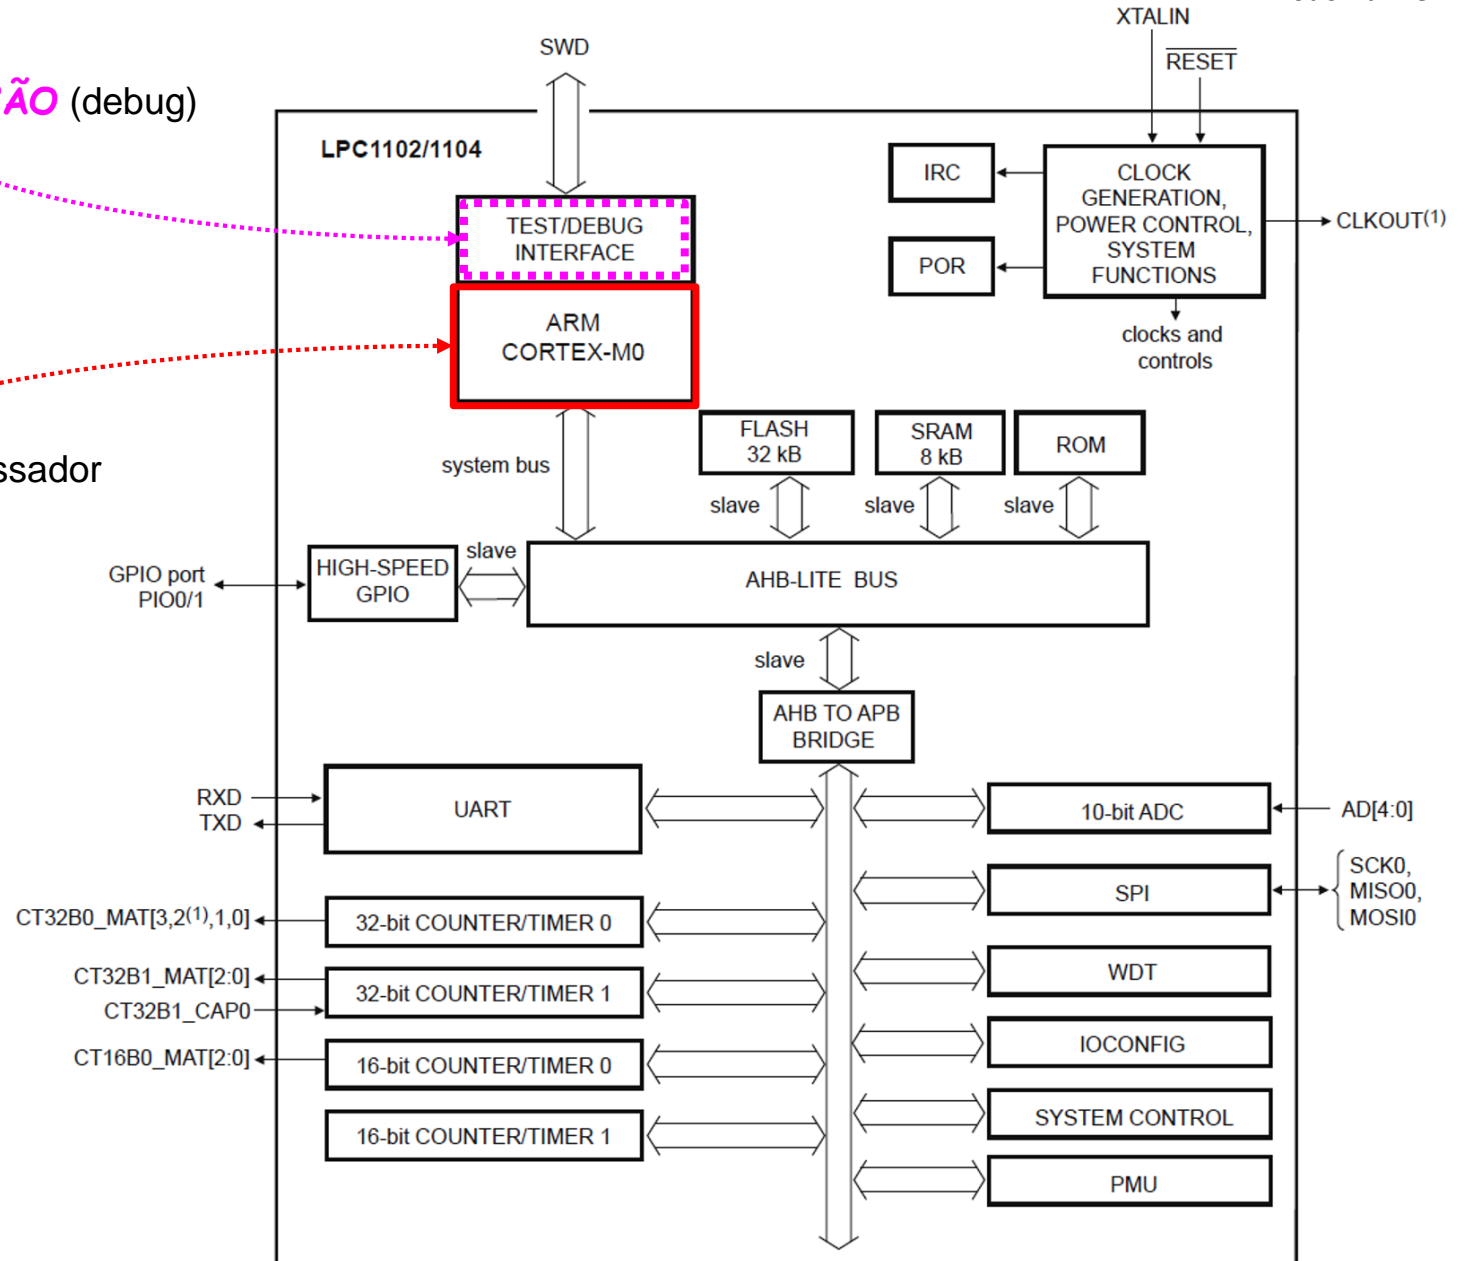 XTALIN
SWD
RESET
ÃO (debug)
LPC1102/1104
IRC
CLOCK
GENERATION,
POWER CONTROL,
SYSTEM
FUNCTIONS
CLKOUT(1)
POR
TEST/DEBUG
INTERFACE
clocks and
controls
ARM
CORTEX-M0
FLASH
32 kB
SRAM
8 kB
ROM
system bus
slave
slave
slave
ssador
GPIO port
PIO0/1
HIGH-SPEED
GPIO
slave
AHB-LITE BUS
slave
AHB TO APB
BRIDGE
RXD
TXD
UART
10-bit ADC
AD[4:0]
SPI
SCK0,
MISO0,
MOSI0
CT32B0_MAT[3,2(1),1,0]
32-bit COUNTER/TIMER 0
WDT
CT32B1_MAT[2:0]
CT32B1_CAP0
32-bit COUNTER/TIMER 1
IOCONFIG
CT16B0_MAT[2:0]
16-bit COUNTER/TIMER 0
SYSTEM CONTROL
16-bit COUNTER/TIMER 1
PMU